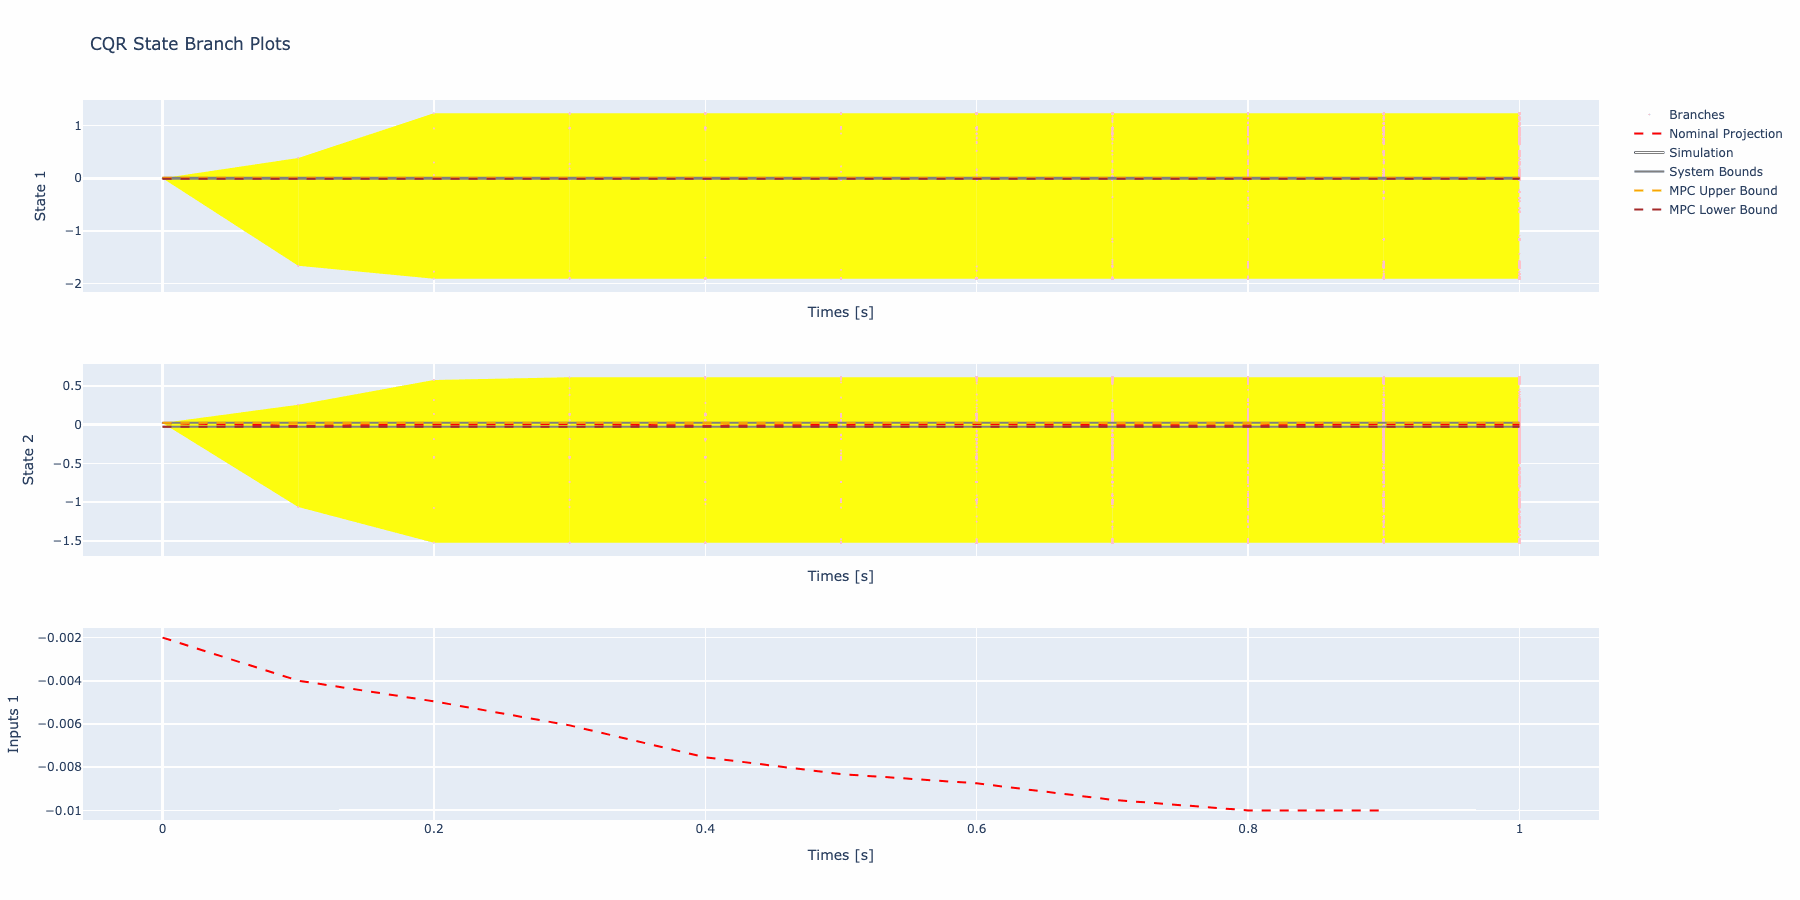 CQR State Branch Plots
State 1
1
0
−1
−2
Times [s]
Branches
Nominal Projection
Simulation
System Bounds
MPC Upper Bound
MPC Lower Bound
State 2
0.5
0
−0.5
−1
−1.5
Times [s]
Inputs 1
−0.002
−0.004
−0.006
−0.008
−0.01
0 0.2 0.4 0.6 0.8 1
Times [s]